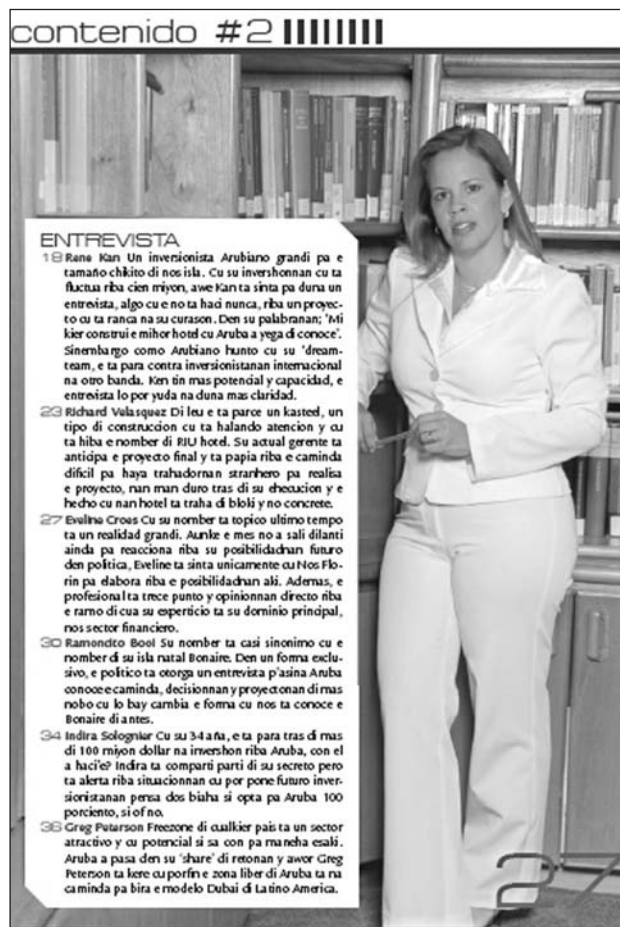 contenido #2
ENTREVISTA
18 Rene Kan Un inversionista Arubiano grandi pa e
tamaño chikito di nos isla. Cu su invershonnan cu ta
fluctua riba cien miyon, awe Kan ta sinta pa duna un
entrevista, algo cu e no ta haci nunca, riba un proyec-
to cu ta ranca na su curason. Den su palabranan; 'Mi
kier construi e mihor hotel cu Aruba a yega di conoce'.
Sinembargo como Arubiano hunto cu su 'dream-
team, e ta para contra inversionistanan internacional
na otro banda. Ken tin mas potencial y capacidad, e
entrevista lo por yuda na duna mas claridad.
23 Richard Velasquez Di leu e ta parce un kasteel, un
tipo di construccion cu ta halando atencion y cu
ta hiba e nomber di RIU hotel. Su actual gerente ta
anticipa e proyecto final y ta papia riba e caminda
dificil pa haya trahadornan stranhero pa realisa
e proyecto, nan man duro tras di su ehecucion y e
hecho cu nan hotel ta traha di bloki y no concrete.
27 Eveline Croes Cu su nomber ta topico ultimo tempo
ta un realidad grandi. Aunke e mes no a sali dilanti
ainda pa reacciona riba su posibilidadnan futuro
den politica, Eveline ta sinta unicamente cu Nos Flo-
rin pa elabora riba e posibilidadnan aki. Ademas, e
profesional ta trece punto y opinionnan directo riba
e ramo di cua su experticio ta su dominio principal,
nos sector financiero.
30 Ramoncito Booi Su nomber ta casi sinonimo cu e
nomber di su isla natal Bonaire. Den un forma exclu-
sivo, e politico ta otorga un entrevista p'asina Aruba
conoce e caminda, decisionnan y proyectonan di mas
nobo cu lo bay cambia e forma cu nos ta conoce e
Bonaire di antes.
34 Indira Solognier Cu su 34 aña, e ta para tras di mas
di 100 miyon dollar na invershon riba Aruba, con el
a haci'e? Indira ta comparti parti di su secreto pero
ta alerta riba situacionnan cu por pone futuro inver-
sionistanan pensa dos biaha si opta pa Aruba 100
porciento, si of no.
36 Greg Peterson Freezone di cualkier pais ta un sector
atractivo y cu potencial si sa con pa maneha esaki.
Aruba a pasa den su 'share' di retonan y awor Greg
Peterson ta kere cu porfin e zona liber di Aruba ta na
caminda pa bira e modelo Dubai di Latino America.
27